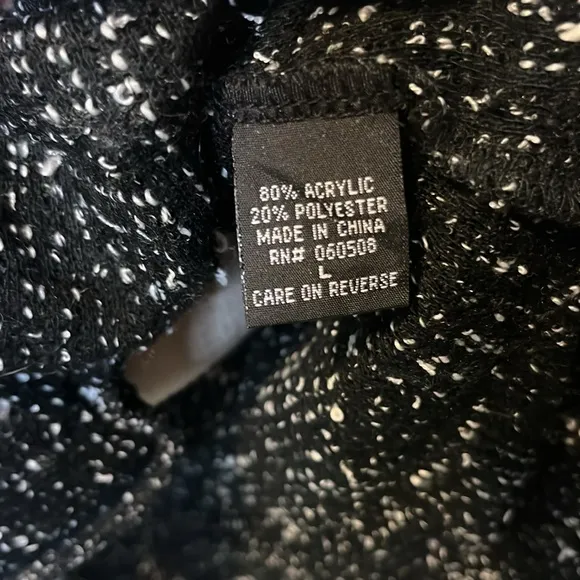 80% ACRYLIC
20% POLYESTER
MADE IN CHINA
RN# 060508
L
CARE ON REVERSE